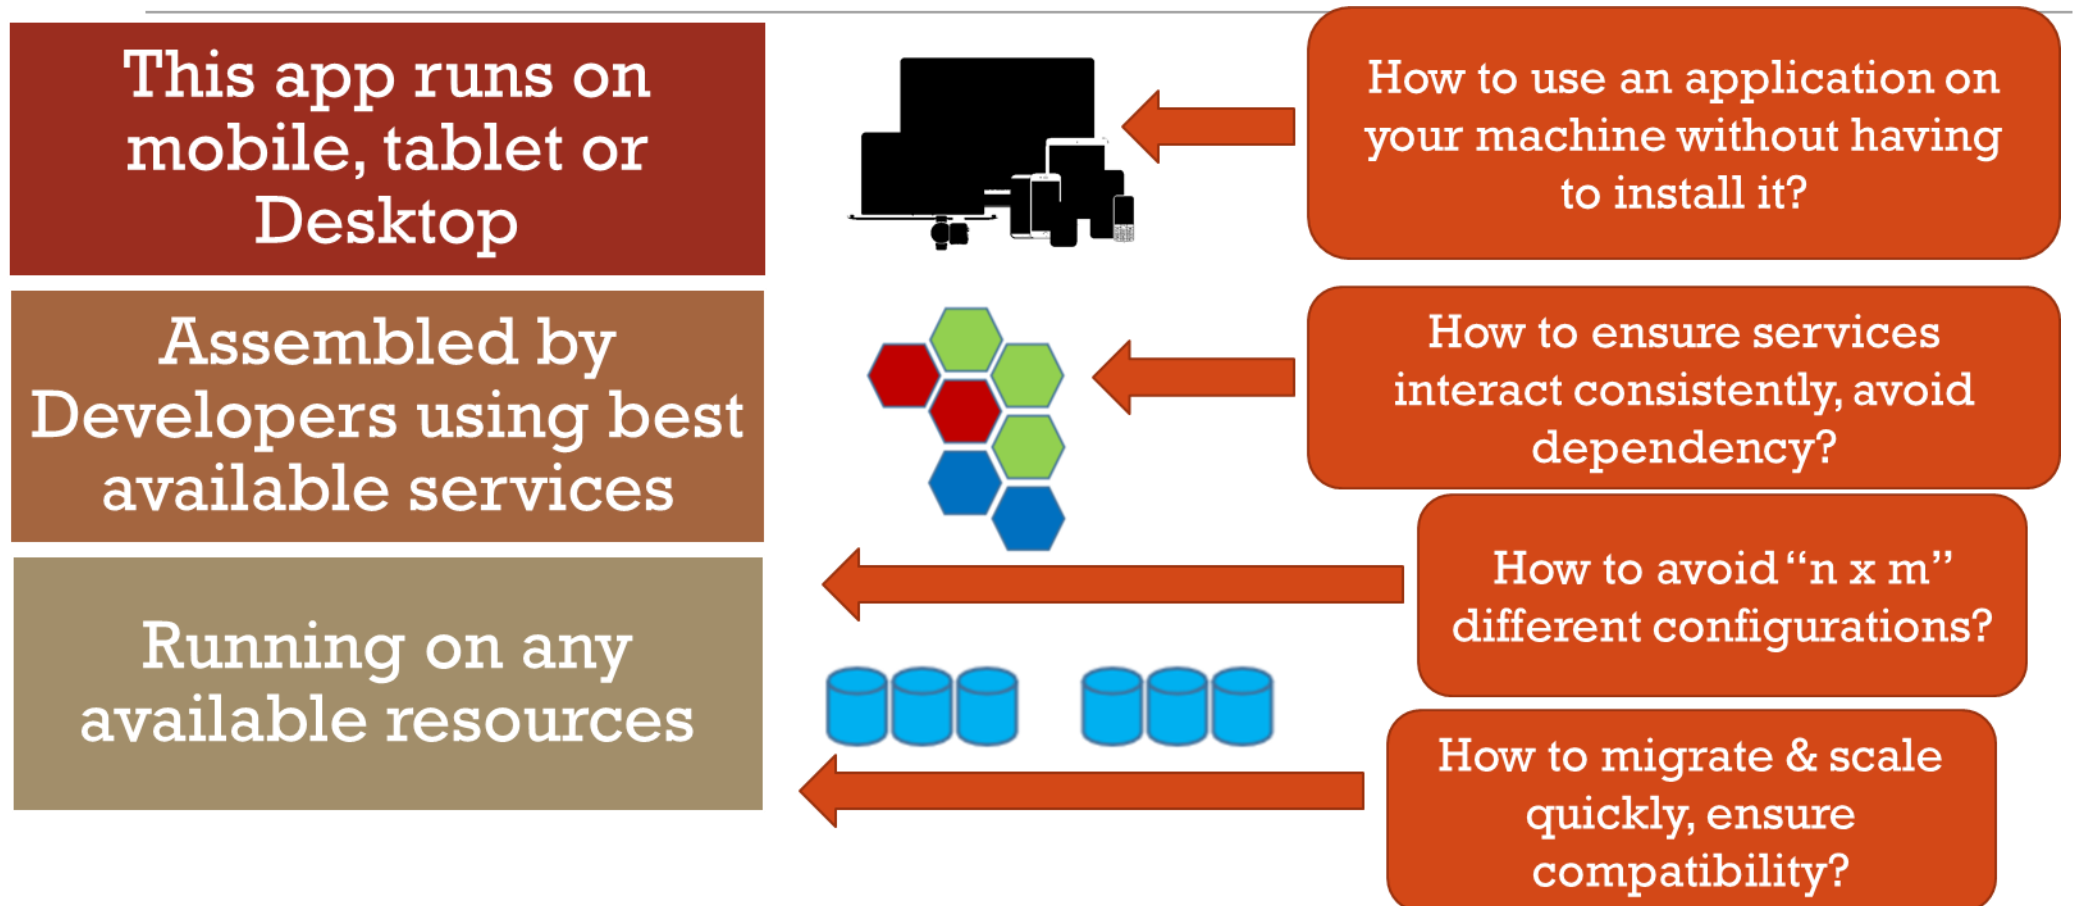 This app runs on
mobile, tablet or
Desktop
How to use an application on
your machine without having
to install it?
Assembled by
Developers using best
available services
How to ensure services
interact consistently, avoid
dependency?
Running on any
available resources
How to avoid “n x m”
different configurations?
How to migrate & scale
quickly, ensure
compatibility?